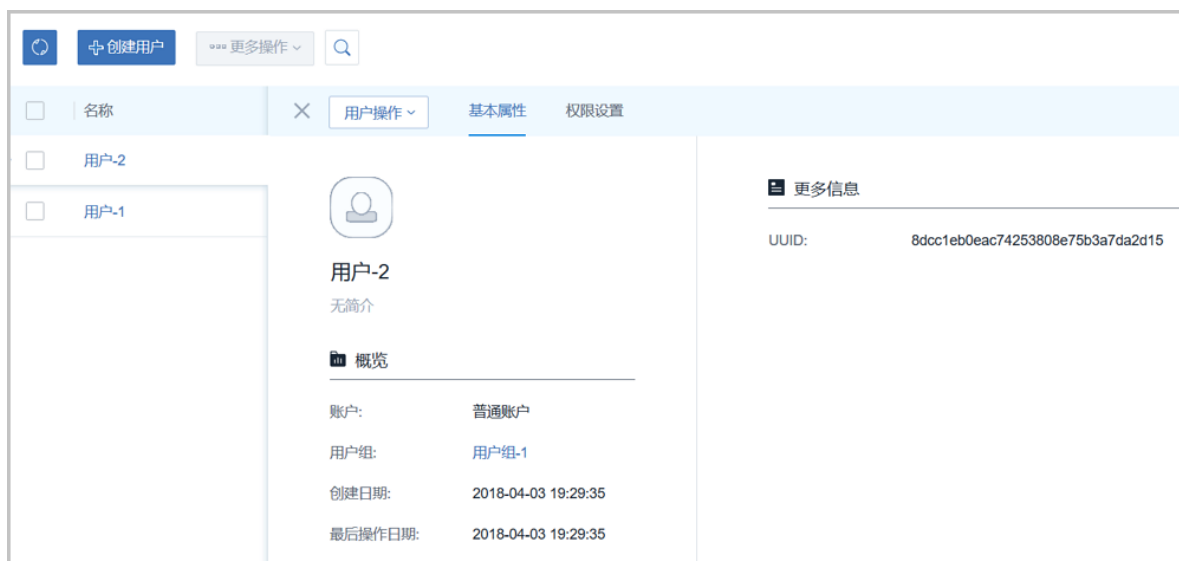 创建用户 更多操作
名称 用户操作 基本属性 权限设置
用户-2
用户-1
用户-2
无简介
概览
账户: 普通账户
用户组: 用户组-1
创建日期: 2018-04-03 19:29:35
最后操作日期: 2018-04-03 19:29:35
更多信息
UUID: 8dcc1eb0eac74253808e75b3a7da2d15